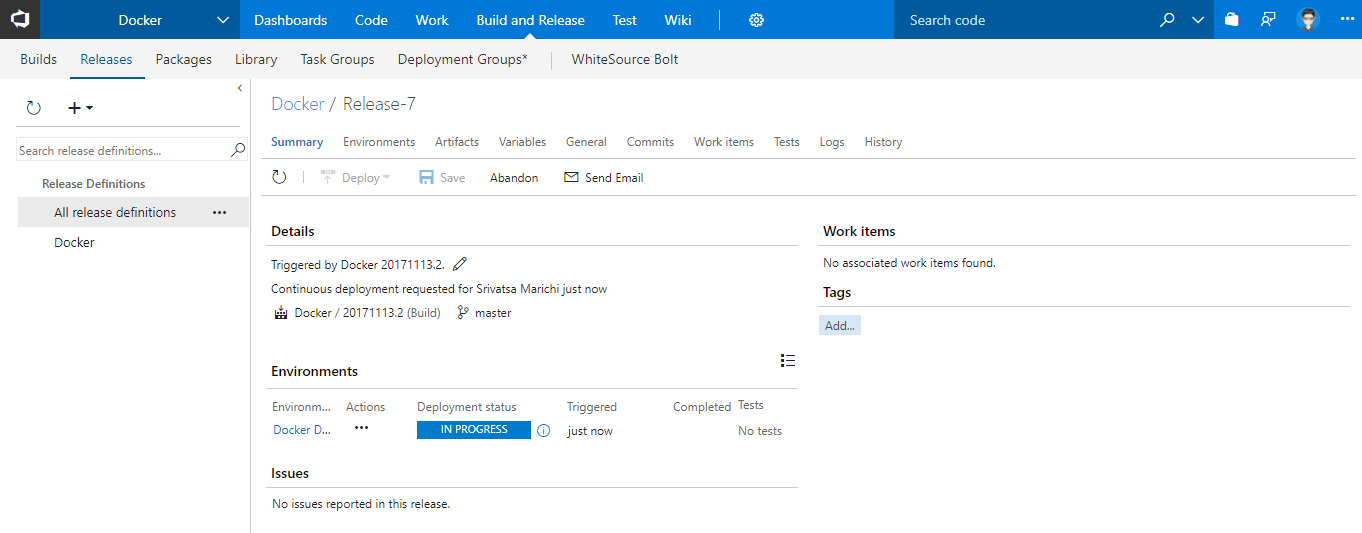 Docker Dashboards Code Work Build and Release Test Wiki Search code
Builds Releases Packages Library Task Groups Deployment Groups* WhiteSource Bolt
Search release definitions...
Release Definitions
All release definitions
Docker
Docker / Release-7
Summary Environments Artifacts Variables General Commits Work items Tests Logs History
Deploy Save Abandon Send Email
Details
Triggered by Docker 20171113.2.
Continuous deployment requested for Srivatsa Marichi just now
Docker / 20171113.2 (Build) master
Environments
Environm... Actions Deployment status Triggered Completed Tests
Docker D... IN PROGRESS just now No tests
Issues
No issues reported in this release.
Work items
No associated work items found.
Tags
Add...